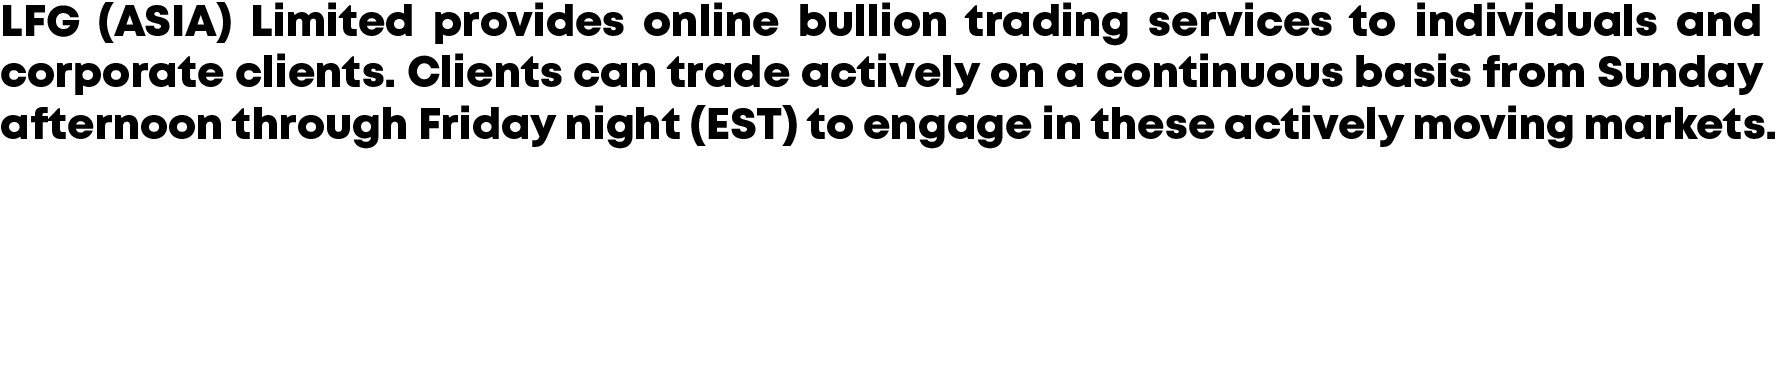 LFG (ASIA) Limited provides online bullion trading services to individuals and
corporate clients. Clients can trade actively on a continuous basis from Sunday
afternoon through Friday night (EST) to engage in these actively moving markets.